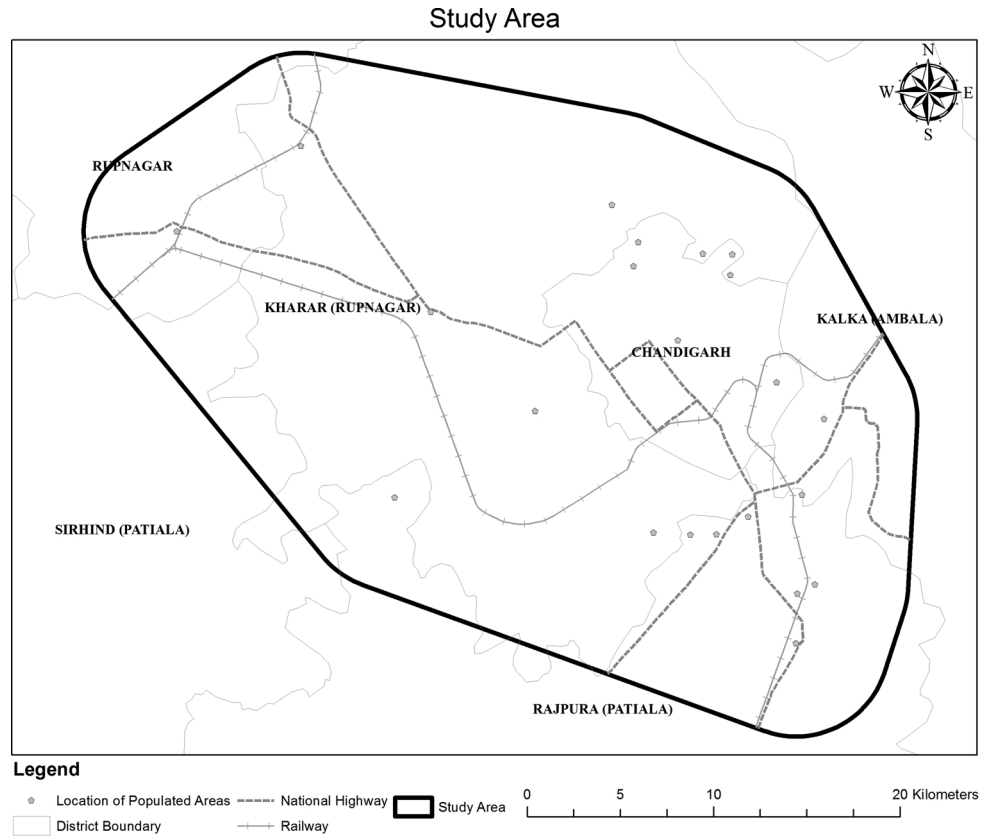 Study Area
N
W E
S
RUPNAGAR
KHARAR (RUPNAGAR)
KALKA (AMBALA)
CHANDIGARH
SIRHIND (PATIALA)
RAJPURA (PATIALA)
Legend
Location of Populated Areas
National Highway
Study Area
District Boundary
Railway
0 5 10 20 Kilometers